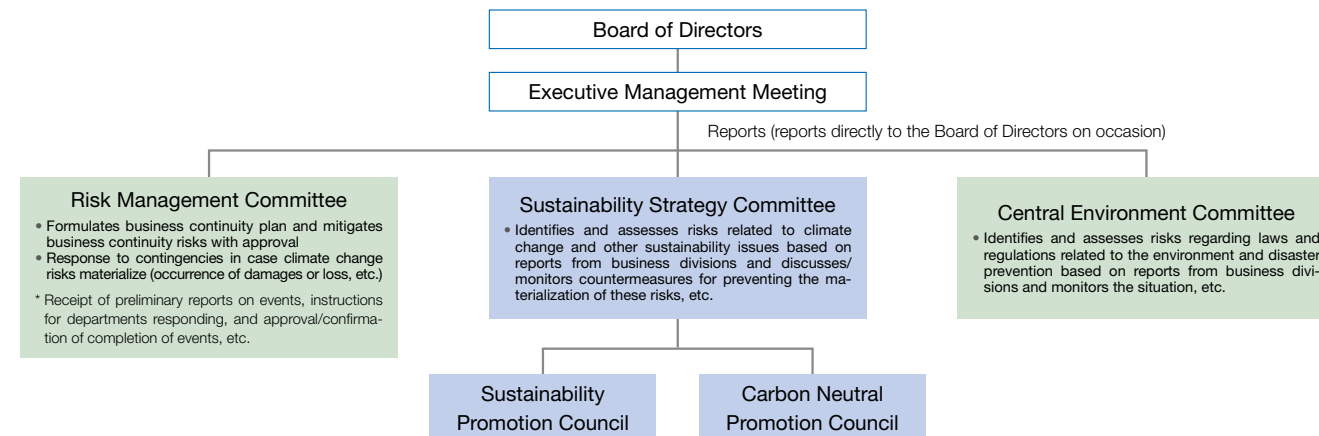 Board of Directors
Executive Management Meeting
Reports (reports directly to the Board of Directors on occasion)
Risk Management Committee
• Formulates business continuity plan and mitigates
business continuity risks with approval
• Response to contingencies in case climate change
risks materialize (occurrence of damages or loss, etc.)
* Receipt of preliminary reports on events, instructions
for departments responding, and approval/confirma-
tion of completion of events, etc.
Sustainability Strategy Committee
• Identifies and assesses risks related to climate
change and other sustainability issues based on
reports from business divisions and discusses/
monitors countermeasures for preventing the ma-
terialization of these risks, etc.
Central Environment Committee
• Identifies and assesses risks regarding laws and
regulations related to the environment and disaster
prevention based on reports from business divi-
sions and monitors the situation, etc.
Sustainability
Promotion Council
Carbon Neutral
Promotion Council